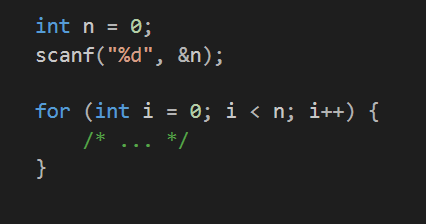 int n = 0;
scanf("%d", &n);
for (int i = 0; i < n; i++) {
/* ... */
}